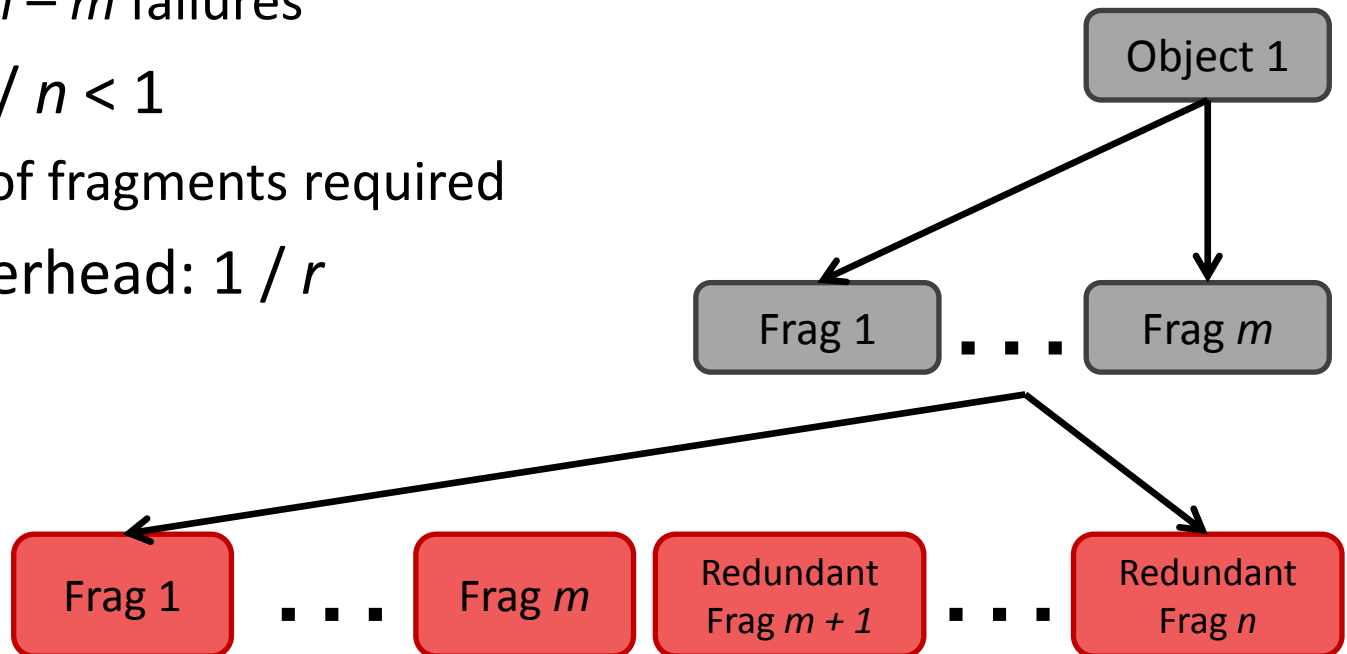 – m failures
/ n < 1
of fragments required
erhead: 1 / r
Object 1
Frag 1 . . . Frag m
Frag 1 . . . Frag m Redundant Frag m + 1 . . . Redundant Frag n